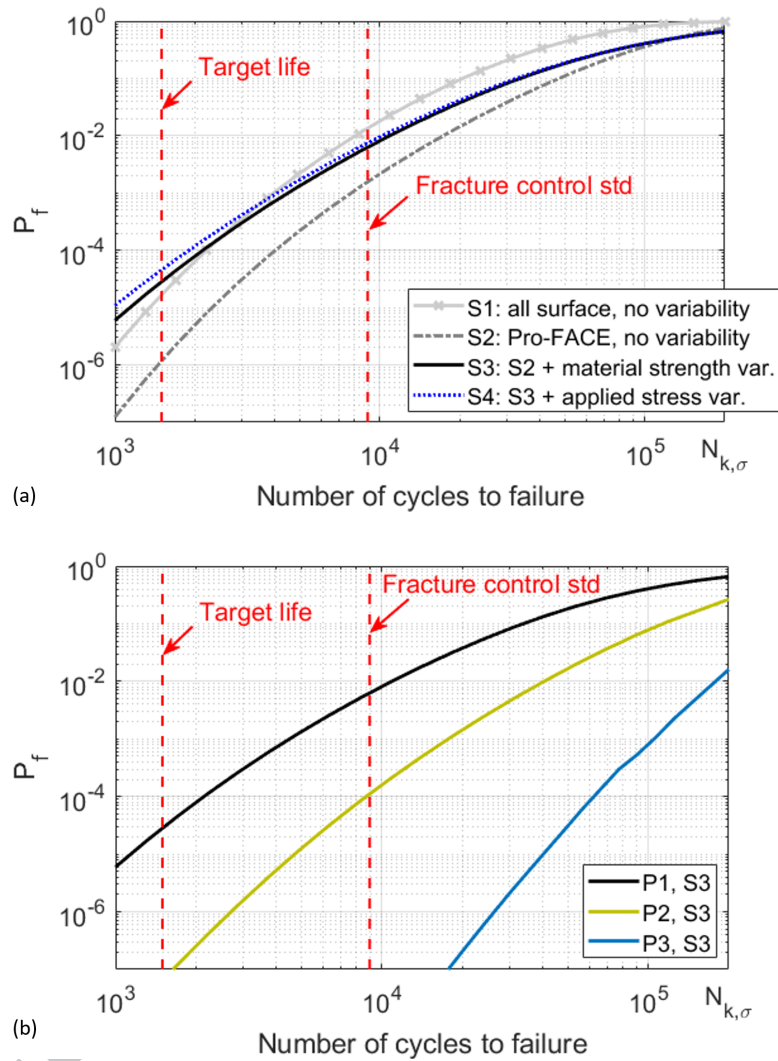 10^0
Target life
10^-2
Fracture control std
P_f
10^-4
S1: all surface, no variability
S2: Pro-FACE, no variability
10^-6
S3: S2 + material strength var.
S4: S3 + applied stress var.
10^3
10^4
10^5
N_k,σ
(a)
Number of cycles to failure
10^0
Fracture control std
Target life
10^-2
P_f
10^-4
P1, S3
10^-6
P2, S3
P3, S3
10^3
10^4
10^5
N_k,σ
(b)
Number of cycles to failure